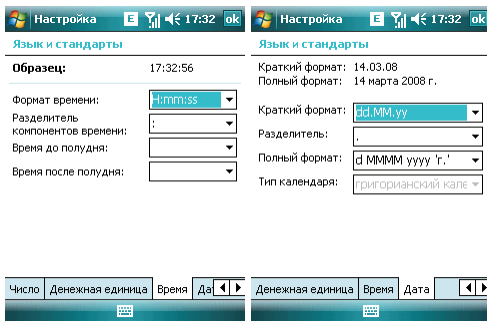 Настройка E 17:32 ok
Язык и стандарты
Образец: 17:32:56
Формат времени: H:mm:ss
Разделитель
компонентов времени: :
Время до полудня:
Время после полудня:
Число Денежная единица Время Дат
Настройка E 17:32 ok
Язык и стандарты
Краткий формат: 14.03.08
Полный формат: 14 марта 2008 г.
Краткий формат: dd.MM.yy
Разделитель: .
Полный формат: d MMMM yyyy 'г.'
Тип календаря: григорианский кале
Денежная единица Время Дата